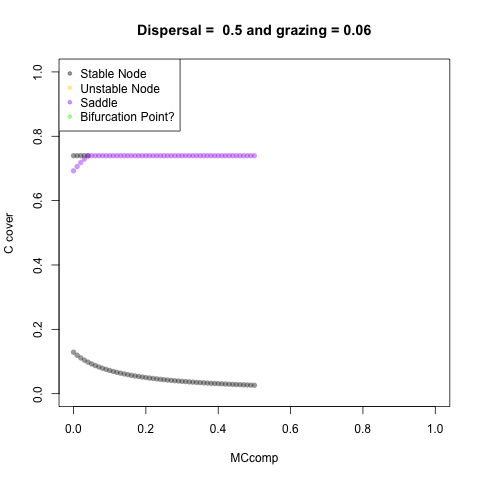 Dispersal =  0.5 and grazing = 0.06
Stable Node
Unstable Node
Saddle
Bifurcation Point?
C cover
1.0
0.8
0.6
0.4
0.2
0.0
0.0 0.2 0.4 0.6 0.8 1.0
MCcomp